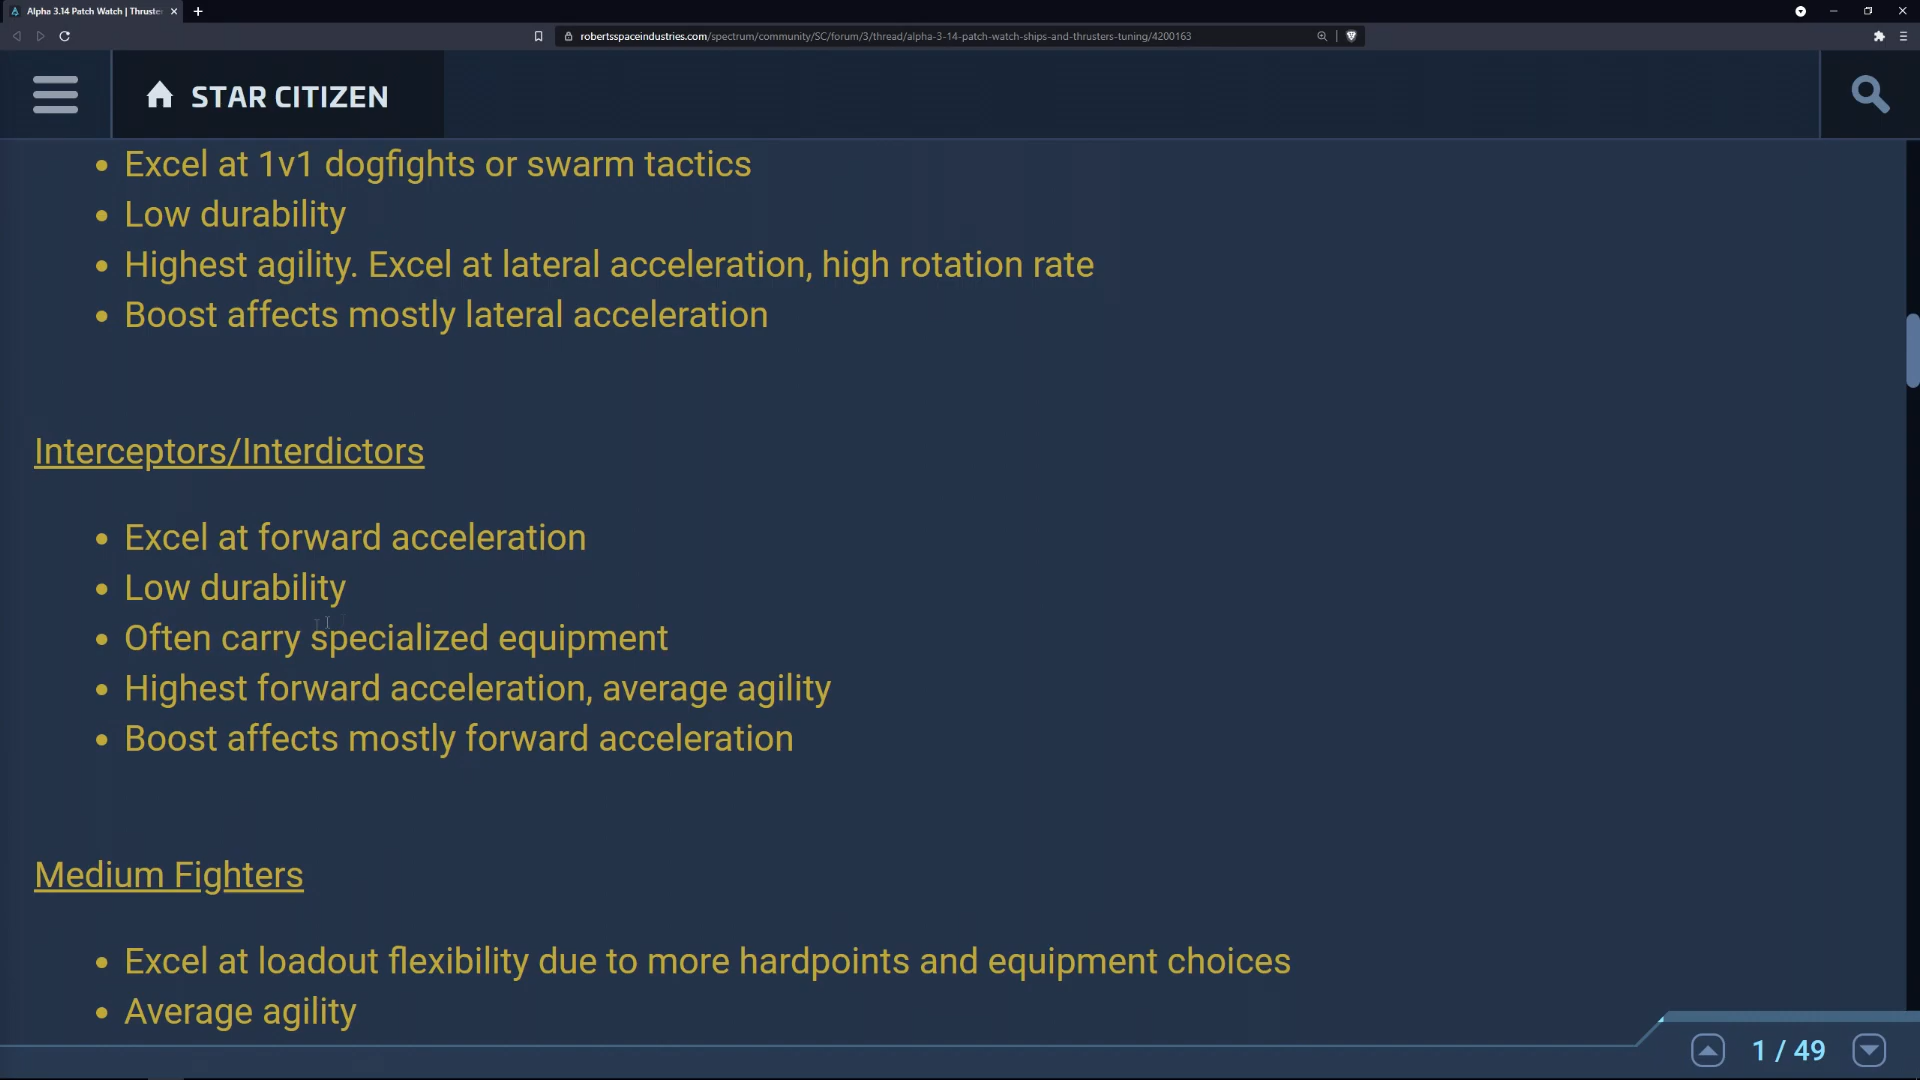 Alpha 3.14 Patch Watch | Thruste
robertsspaceindustries.com/spectrum/community/SC/forum/3/thread/alpha-3-14-patch-watch-ships-and-thrusters-tuning/4200163
STAR CITIZEN
• Excel at 1v1 dogfights or swarm tactics
• Low durability
• Highest agility. Excel at lateral acceleration, high rotation rate
• Boost affects mostly lateral acceleration
Interceptors/Interdictors
• Excel at forward acceleration
• Low durability
• Often carry specialized equipment
• Highest forward acceleration, average agility
• Boost affects mostly forward acceleration
Medium Fighters
• Excel at loadout flexibility due to more hardpoints and equipment choices
• Average agility
1 / 49